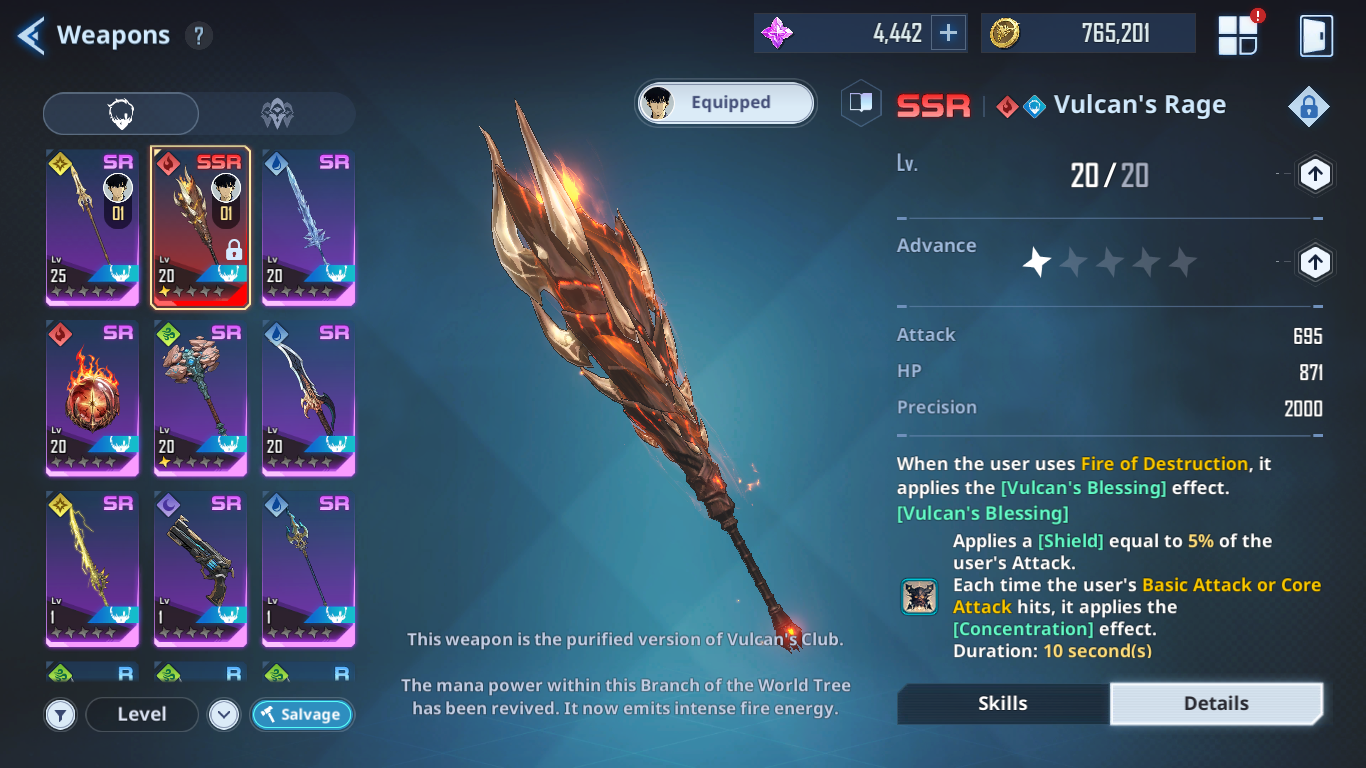 Weapons ?
4,442 +
765,201
!
SR
01
Lv
25
SSR
01
Lv
20
SR
Lv
20
SR
Lv
20
SR
Lv
20
SR
Lv
20
SR
Lv
1
SR
Lv
1
SR
Lv
1
R
R
R
Level
Salvage
Equipped
This weapon is the purified version of Vulcan's Club.
The mana power within this Branch of the World Tree
has been revived. It now emits intense fire energy.
SSR Vulcan's Rage
Lv. 20 / 20
Advance
Attack 695
HP 871
Precision 2000
When the user uses Fire of Destruction, it
applies the [Vulcan's Blessing] effect.
[Vulcan's Blessing]
Applies a [Shield] equal to 5% of the
user's Attack.
Each time the user's Basic Attack or Core
Attack hits, it applies the
[Concentration] effect.
Duration: 10 second(s)
Skills
Details